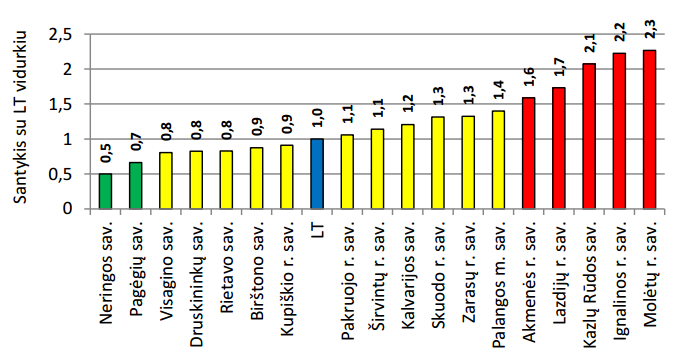 Santykis su LT vidurkiu
2,5
2
1,5
1
0,5
0
0,5
0,7
0,8
0,8
0,8
0,9
0,9
1,0
1,1
1,1
1,2
1,3
1,3
1,4
1,6
1,7
2,1
2,2
2,3
Neringos sav.
Pagėgių sav.
Visagino sav.
Druskininkų sav.
Rietavo sav.
Birštono sav.
Kupiškio r. sav.
LT
Pakruojo r. sav.
Širvintų r. sav.
Kalvarijos sav.
Skuodo r. sav.
Zarasų r. sav.
Palangos m. sav.
Akmenės r. sav.
Lazdijų r. sav.
Kazlų Rūdos sav.
Ignalinos r. sav.
Molėtų r. sav.